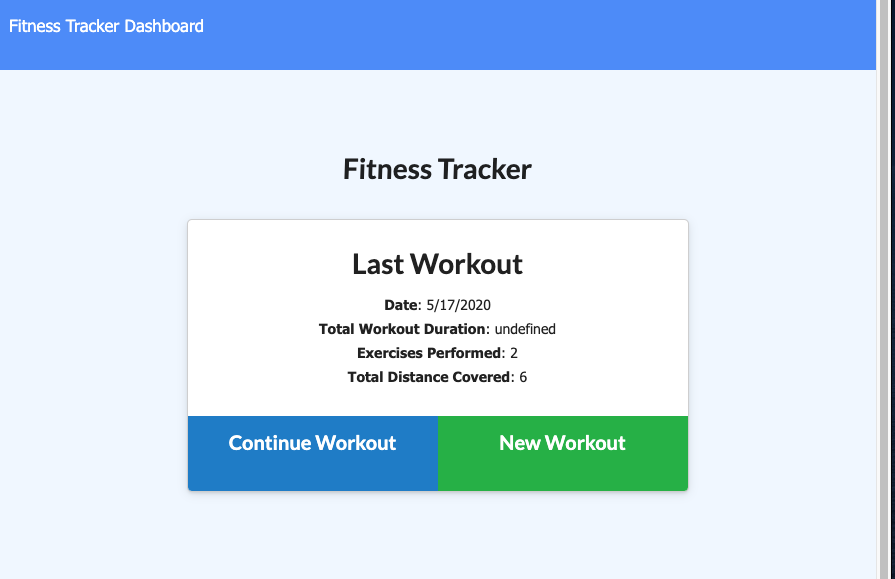 Fitness Tracker Dashboard
Fitness Tracker
Last Workout
Date: 5/17/2020
Total Workout Duration: undefined
Exercises Performed: 2
Total Distance Covered: 6
Continue Workout
New Workout